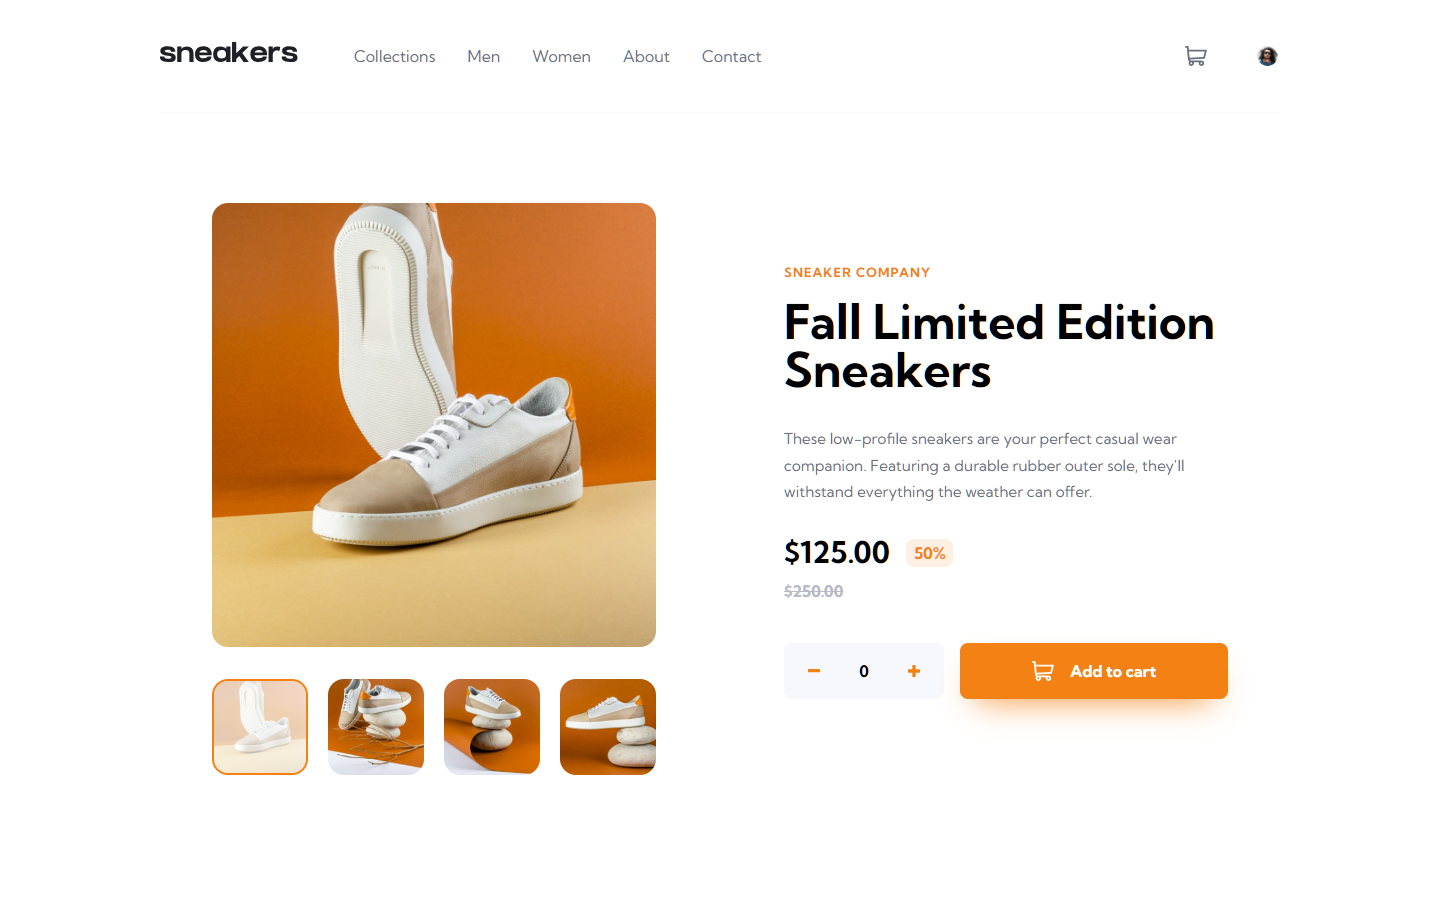 sneakers
Collections
Men
Women
About
Contact
SNEAKER COMPANY
Fall Limited Edition
Sneakers
These low-profile sneakers are your perfect casual wear
companion. Featuring a durable rubber outer sole, they'll
withstand everything the weather can offer.
$125.00
50%
$250.00
0
Add to cart